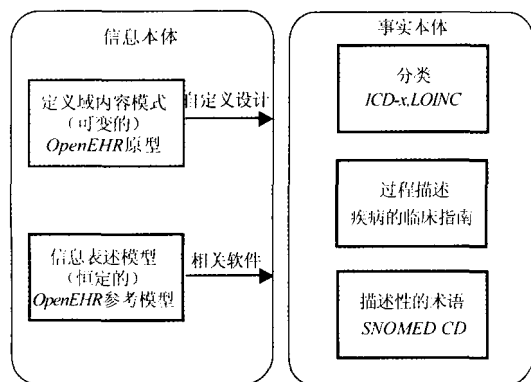 信息本体
定义域内容模式
（可变的）
OpenEHR原型
自定义设计
信息表述模型
（恒定的）
OpenEHR参考模型
相关软件
事实本体
分类
ICD-x,LOINC
过程描述
疾病的临床指南
描述性的术语
SNOMED CD